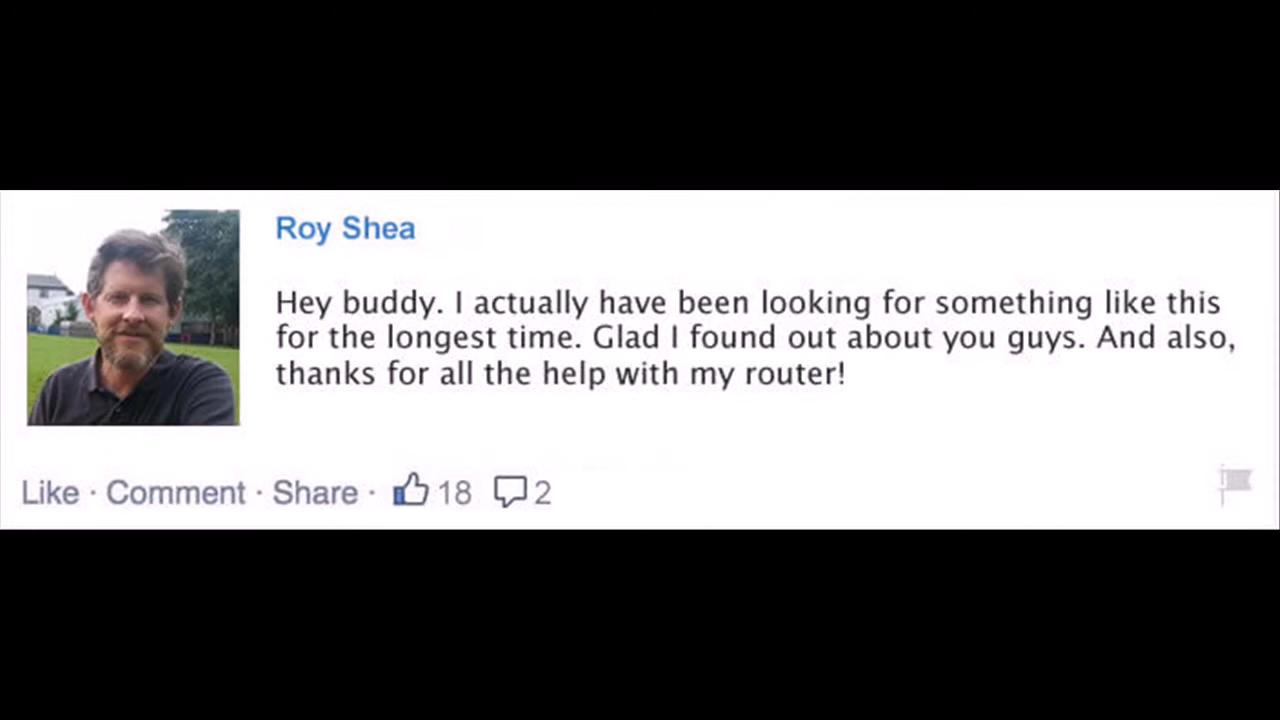 Roy Shea
Hey buddy. I actually have been looking for something like this
for the longest time. Glad I found out about you guys. And also,
thanks for all the help with my router!
Like · Comment · Share · 18 2